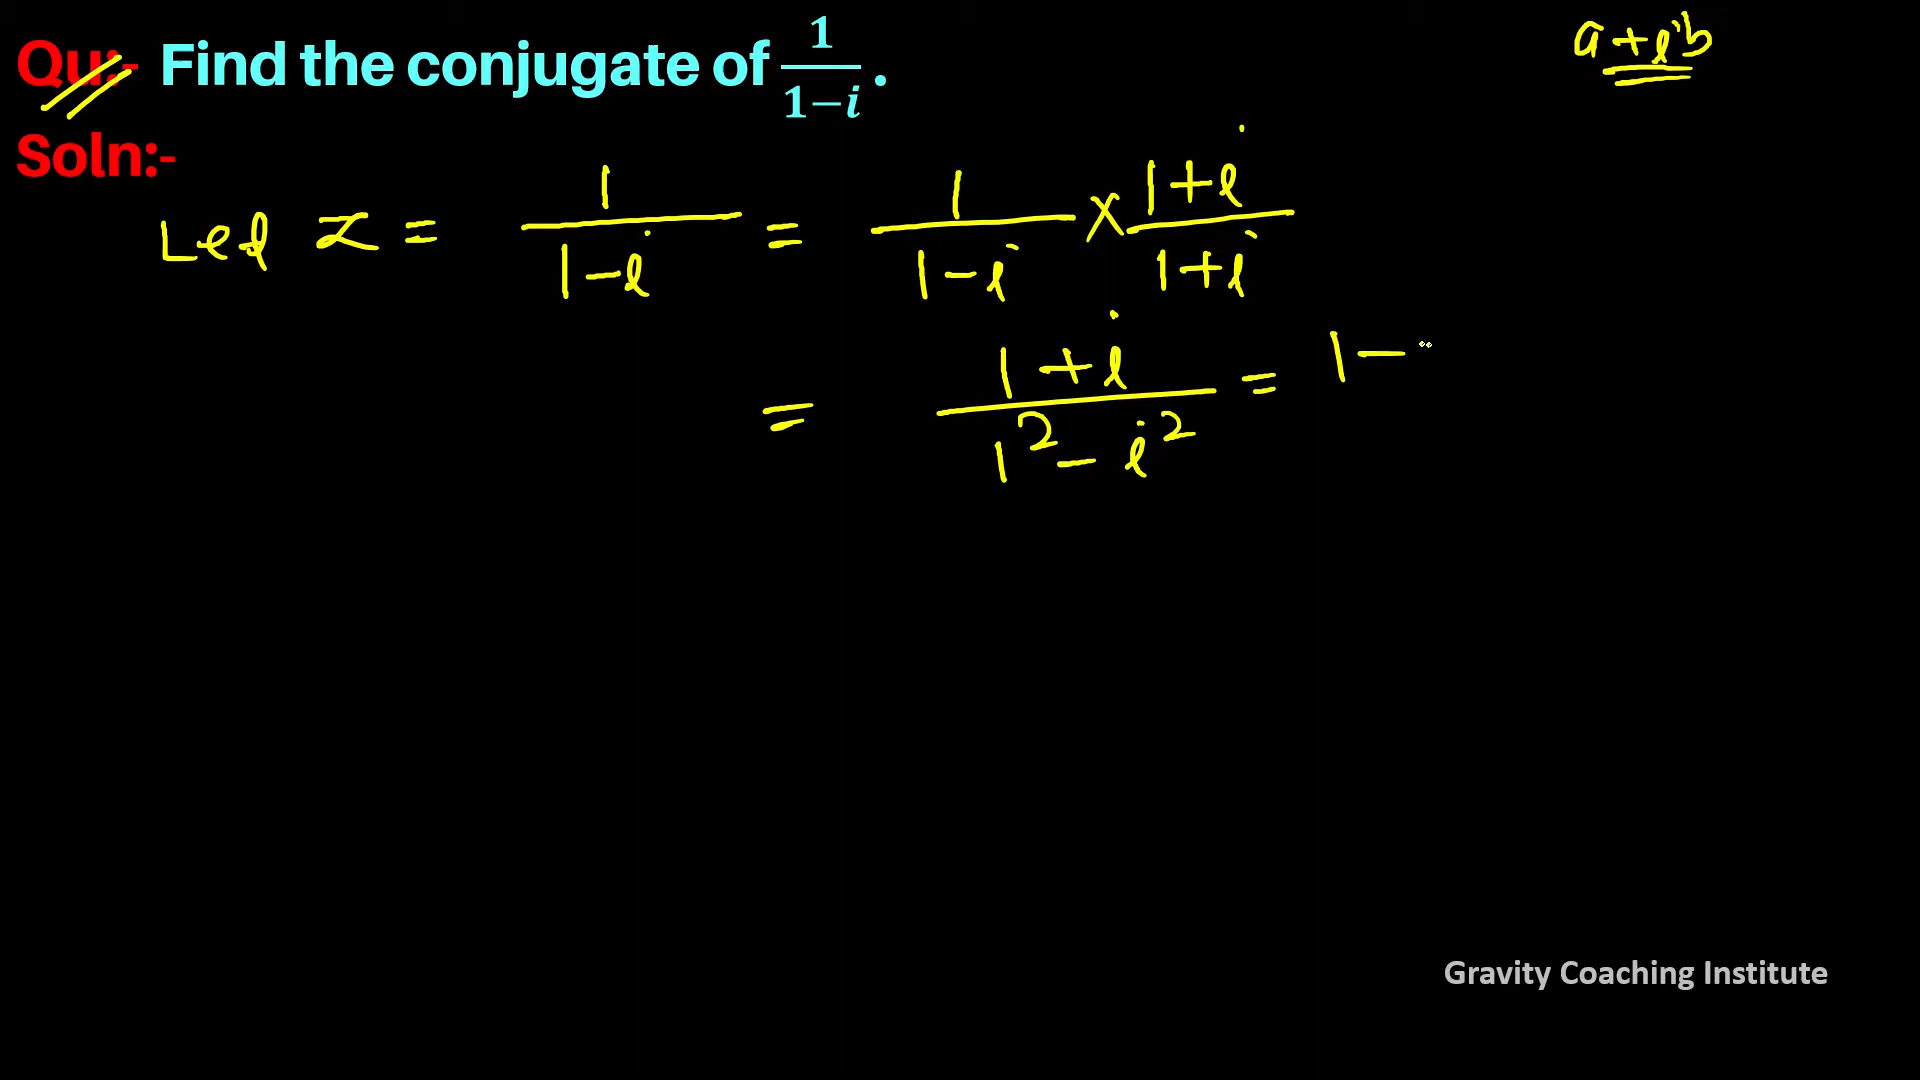 Qu:- Find the conjugate of 1/(1−i).
a+ib
Soln:-
Let z = 1/(1-i) = 1/(1-i) × (1+i)/(1+i)
= (1+i)/(1²-i²) = 1-
Gravity Coaching Institute